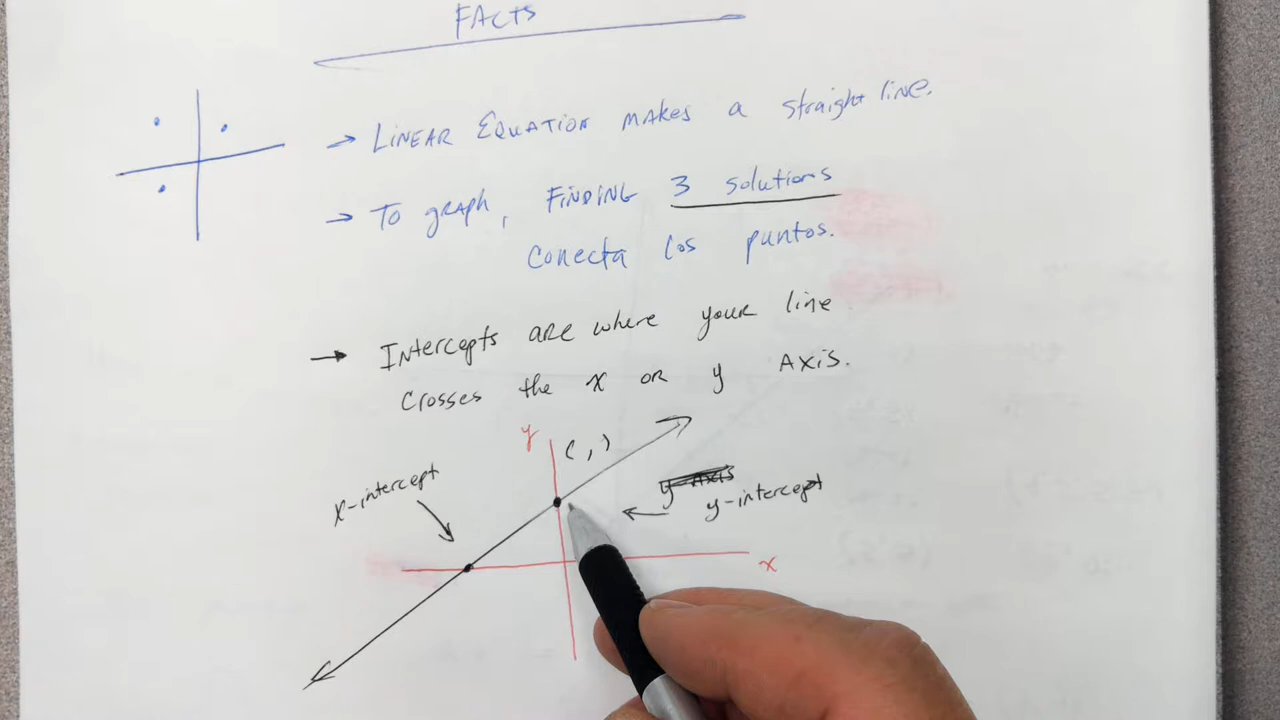 FACTS
→ LINEAR EQUATION MAKES a straight line.
→ TO GRAPH, FINDING 3 solutions
Conecta los puntos.
→ INTERCEPTS ARE where your line
Crosses the x OR y AXIS.
y ( , )
x-intercept
y-AXIS
y-intercept
x